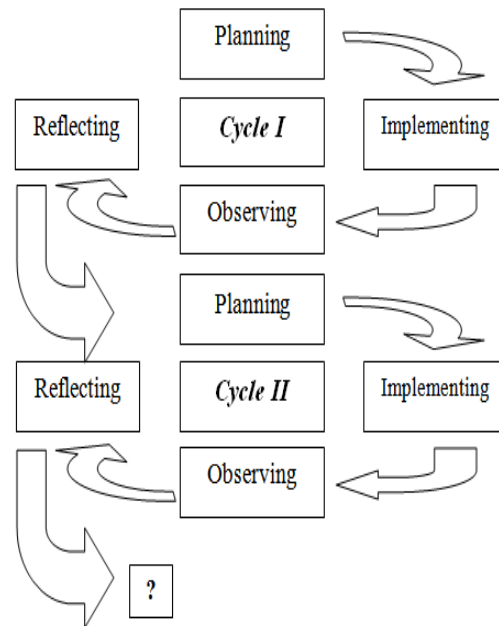 Planning
Reflecting
Cycle I
Implementing
Observing
Planning
Reflecting
Cycle II
Implementing
Observing
?